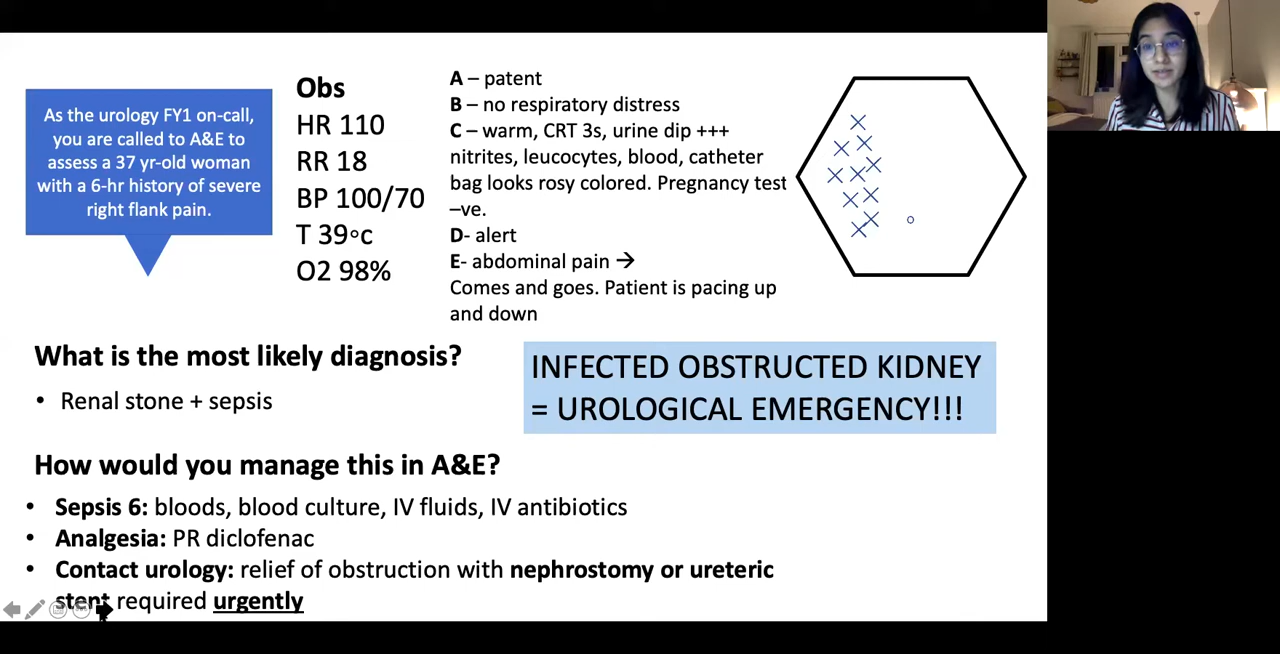 As the urology FY1 on-call,
you are called to A&E to
assess a 37 yr-old woman
with a 6-hr history of severe
right flank pain.
Obs
HR 110
RR 18
BP 100/70
T 39°c
O2 98%
A – patent
B – no respiratory distress
C – warm, CRT 3s, urine dip +++
nitrites, leucocytes, blood, catheter
bag looks rosy colored. Pregnancy test
–ve.
D- alert
E- abdominal pain →
Comes and goes. Patient is pacing up
and down
What is the most likely diagnosis?
• Renal stone + sepsis
INFECTED OBSTRUCTED KIDNEY
= UROLOGICAL EMERGENCY!!!
How would you manage this in A&E?
• Sepsis 6: bloods, blood culture, IV fluids, IV antibiotics
• Analgesia: PR diclofenac
• Contact urology: relief of obstruction with nephrostomy or ureteric
stent required urgently